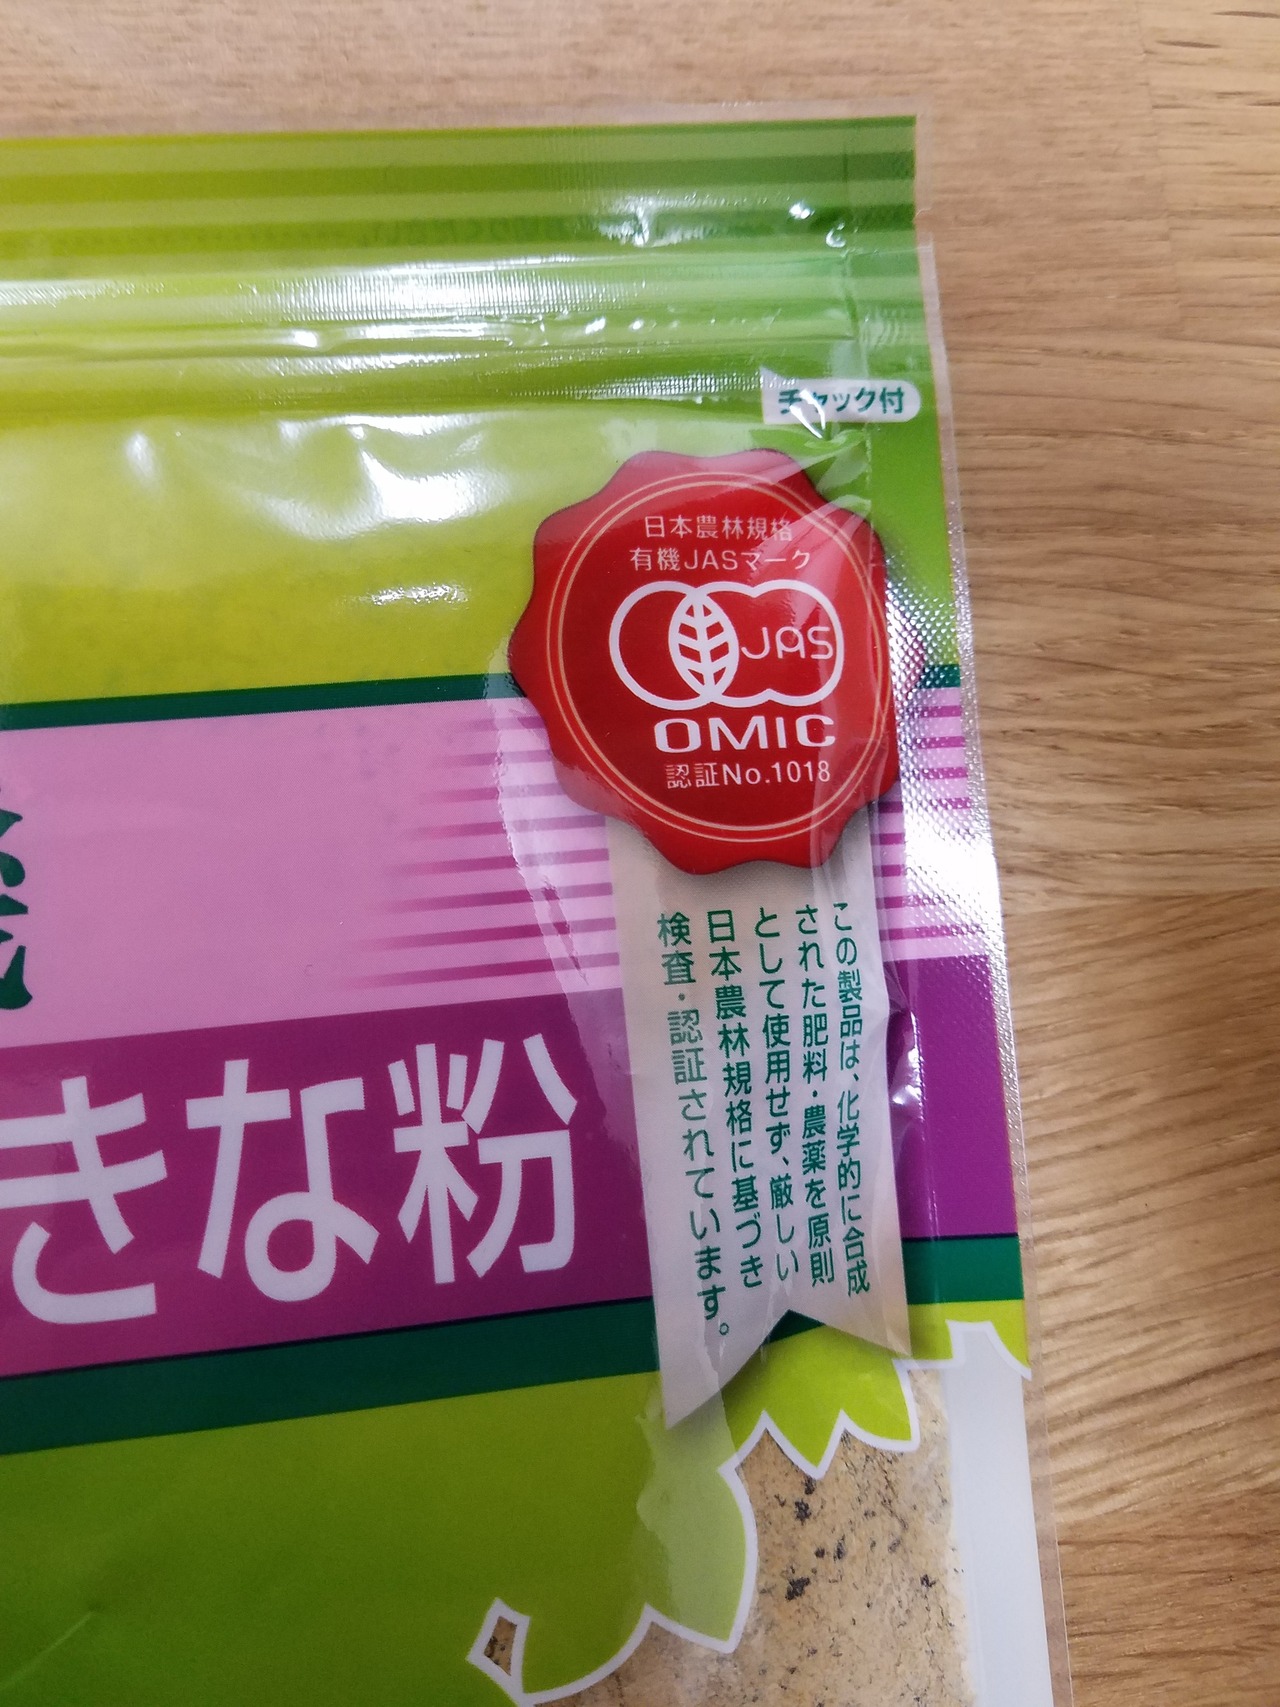 チャック付
日本農林規格
有機JASマーク
JAS
OMIC
認証No.1018
この製品は、化学的に合成
された肥料・農薬を原則
として使用せず、厳しい
日本農林規格に基づき
検査・認証されています。
きな粉